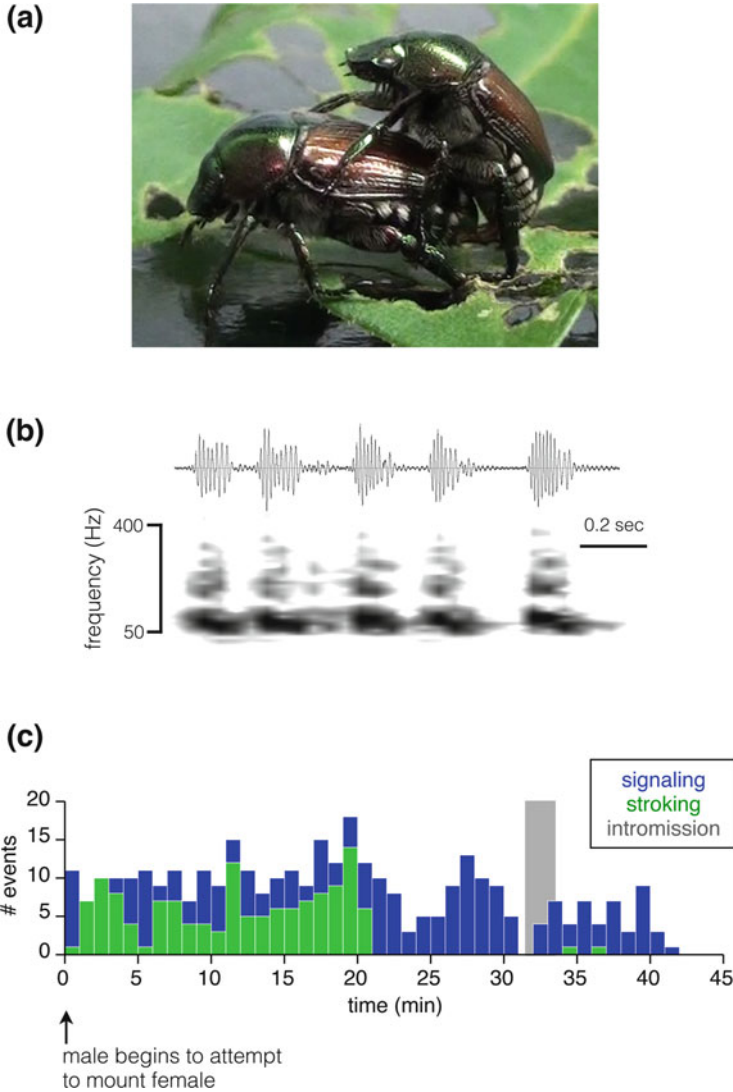 (a)
(b)
400
frequency (Hz)
50
0.2 sec
(c)
signaling
stroking
intromission
20
15
10
5
0
# events
0 5 10 15 20 25 30 35 40 45
time (min)
male begins to attempt
to mount female